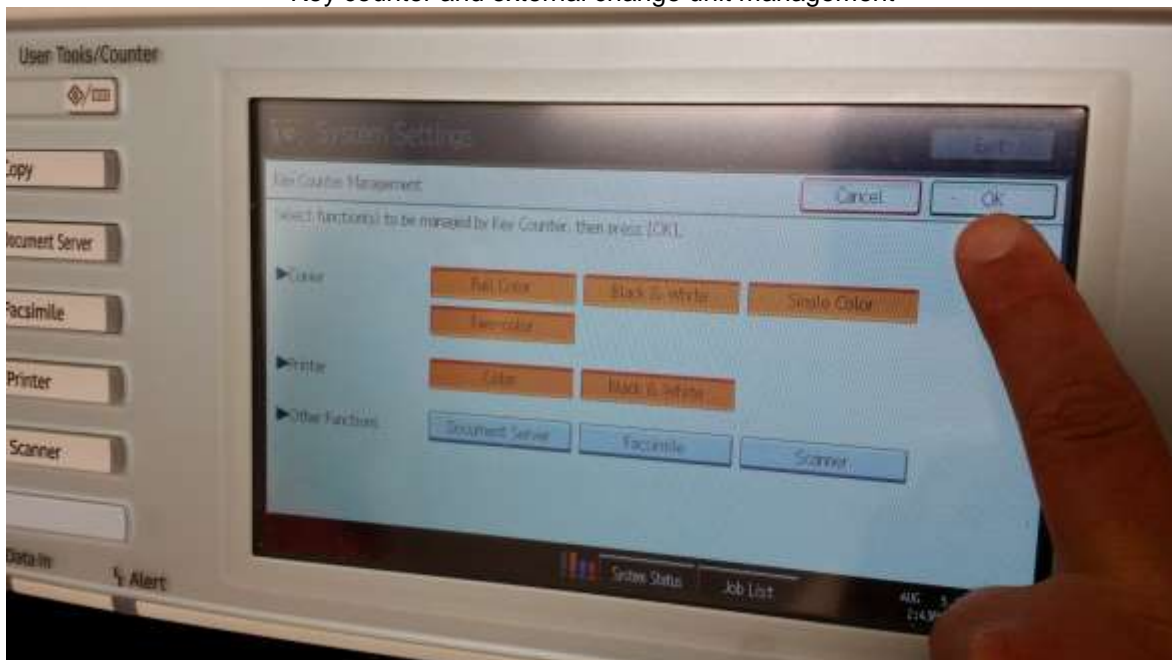 Key counter and external change unit management
User Tools/Counter
Copy
Document Server
Facsimile
Printer
Scanner
Data In
Alert
System Settings
Exit
Key Counter Management
Cancel
OK
Select function(s) to be managed by Key Counter, then press [OK].
►Copier
Full Color
Black & White
Single Color
Two-color
►Printer
Color
Black & White
►Other Functions
Document Server
Facsimile
Scanner
System Status
Job List
AUG 5